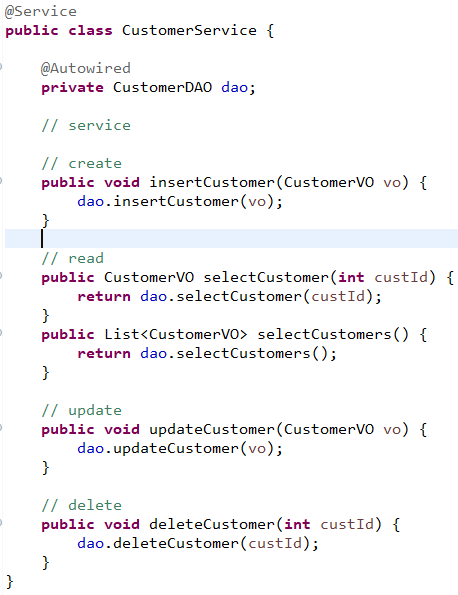 @Service
public class CustomerService {
@Autowired
private CustomerDAO dao;
// service
// create
public void insertCustomer(CustomerVO vo) {
dao.insertCustomer(vo);
}
// read
public CustomerVO selectCustomer(int custId) {
return dao.selectCustomer(custId);
}
public List<CustomerVO> selectCustomers() {
return dao.selectCustomers();
}
// update
public void updateCustomer(CustomerVO vo) {
dao.updateCustomer(vo);
}
// delete
public void deleteCustomer(int custId) {
dao.deleteCustomer(custId);
}
}